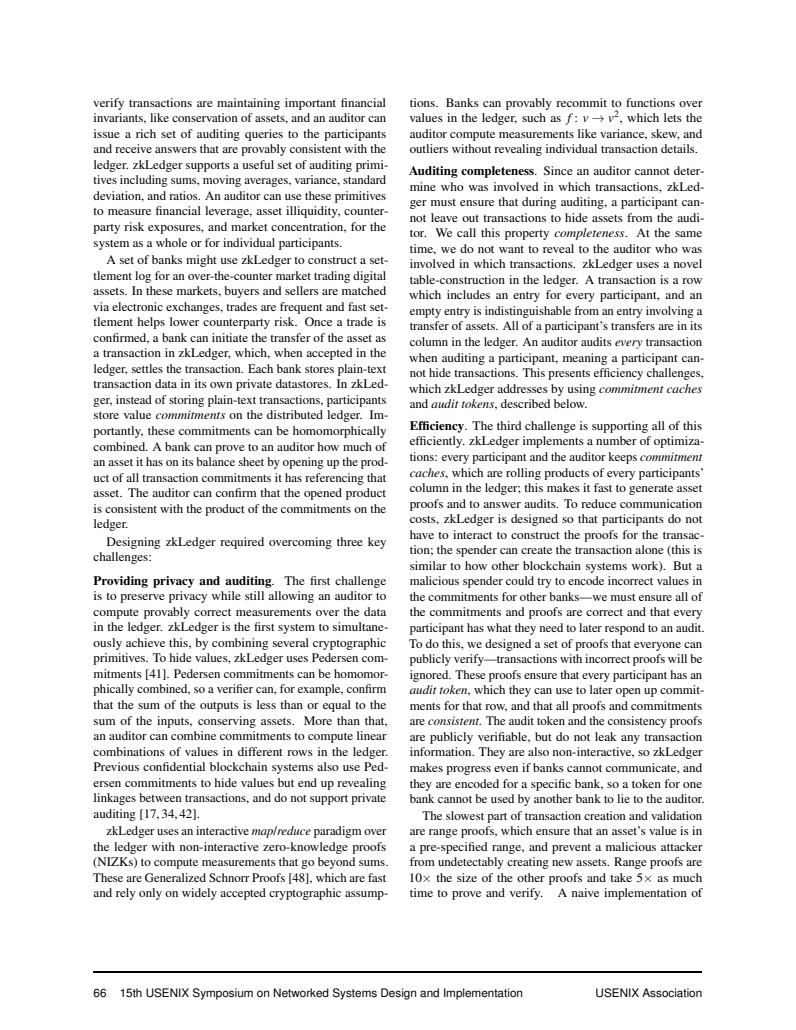 verify transactions are maintaining important financial
invariants, like conservation of assets, and an auditor can
issue a rich set of auditing queries to the participants
and receive answers that are provably consistent with the
ledger. zkLedger supports a useful set of auditing primi-
tives including sums, moving averages, variance, standard
deviation, and ratios. An auditor can use these primitives
to measure financial leverage, asset illiquidity, counter-
party risk exposures, and market concentration, for the
system as a whole or for individual participants.
A set of banks might use zkLedger to construct a set-
tlement log for an over-the-counter market trading digital
assets. In these markets, buyers and sellers are matched
via electronic exchanges, trades are frequent and fast set-
tlement helps lower counterparty risk. Once a trade is
confirmed, a bank can initiate the transfer of the asset as
a transaction in zkLedger, which, when accepted in the
ledger, settles the transaction. Each bank stores plain-text
transaction data in its own private datastores. In zkLed-
ger, instead of storing plain-text transactions, participants
store value commitments on the distributed ledger. Im-
portantly, these commitments can be homomorphically
combined. A bank can prove to an auditor how much of
an asset it has on its balance sheet by opening up the prod-
uct of all transaction commitments it has referencing that
asset. The auditor can confirm that the opened product
is consistent with the product of the commitments on the
ledger.
Designing zkLedger required overcoming three key
challenges:
Providing privacy and auditing. The first challenge
is to preserve privacy while still allowing an auditor to
compute provably correct measurements over the data
in the ledger. zkLedger is the first system to simultane-
ously achieve this, by combining several cryptographic
primitives. To hide values, zkLedger uses Pedersen com-
mitments [41]. Pedersen commitments can be homomor-
phically combined, so a verifier can, for example, confirm
that the sum of the outputs is less than or equal to the
sum of the inputs, conserving assets. More than that,
an auditor can combine commitments to compute linear
combinations of values in different rows in the ledger.
Previous confidential blockchain systems also use Ped-
ersen commitments to hide values but end up revealing
linkages between transactions, and do not support private
auditing [17,34,42].
zkLedger uses an interactive map/reduce paradigm over
the ledger with non-interactive zero-knowledge proofs
(NIZKs) to compute measurements that go beyond sums.
These are Generalized Schnorr Proofs [48], which are fast
and rely only on widely accepted cryptographic assump-
tions. Banks can provably recommit to functions over
values in the ledger, such as f : v → v², which lets the
auditor compute measurements like variance, skew, and
outliers without revealing individual transaction details.
Auditing completeness. Since an auditor cannot deter-
mine who was involved in which transactions, zkLed-
ger must ensure that during auditing, a participant can-
not leave out transactions to hide assets from the audi-
tor. We call this property completeness. At the same
time, we do not want to reveal to the auditor who was
involved in which transactions. zkLedger uses a novel
table-construction in the ledger. A transaction is a row
which includes an entry for every participant, and an
empty entry is indistinguishable from an entry involving a
transfer of assets. All of a participant's transfers are in its
column in the ledger. An auditor audits every transaction
when auditing a participant, meaning a participant can-
not hide transactions. This presents efficiency challenges,
which zkLedger addresses by using commitment caches
and audit tokens, described below.
Efficiency. The third challenge is supporting all of this
efficiently. zkLedger implements a number of optimiza-
tions: every participant and the auditor keeps commitment
caches, which are rolling products of every participants'
column in the ledger; this makes it fast to generate asset
proofs and to answer audits. To reduce communication
costs, zkLedger is designed so that participants do not
have to interact to construct the proofs for the transac-
tion; the spender can create the transaction alone (this is
similar to how other blockchain systems work). But a
malicious spender could try to encode incorrect values in
the commitments for other banks—we must ensure all of
the commitments and proofs are correct and that every
participant has what they need to later respond to an audit.
To do this, we designed a set of proofs that everyone can
publicly verify—transactions with incorrect proofs will be
ignored. These proofs ensure that every participant has an
audit token, which they can use to later open up commit-
ments for that row, and that all proofs and commitments
are consistent. The audit token and the consistency proofs
are publicly verifiable, but do not leak any transaction
information. They are also non-interactive, so zkLedger
makes progress even if banks cannot communicate, and
they are encoded for a specific bank, so a token for one
bank cannot be used by another bank to lie to the auditor.
The slowest part of transaction creation and validation
are range proofs, which ensure that an asset's value is in
a pre-specified range, and prevent a malicious attacker
from undetectably creating new assets. Range proofs are
10× the size of the other proofs and take 5× as much
time to prove and verify. A naive implementation of
66 15th USENIX Symposium on Networked Systems Design and Implementation USENIX Association